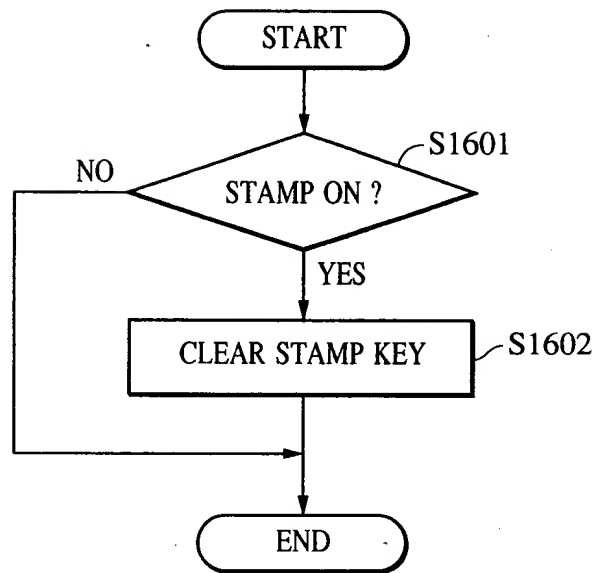 START
S1601
NO
STAMP ON ?
YES
CLEAR STAMP KEY
S1602
END